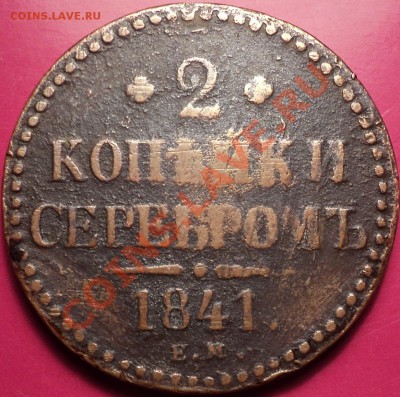 COINS.LAVE.RU
2
КОПѢЙКИ
СЕРЕБРОМЪ
1841.
Е.М.
COINS.LAVE.RU